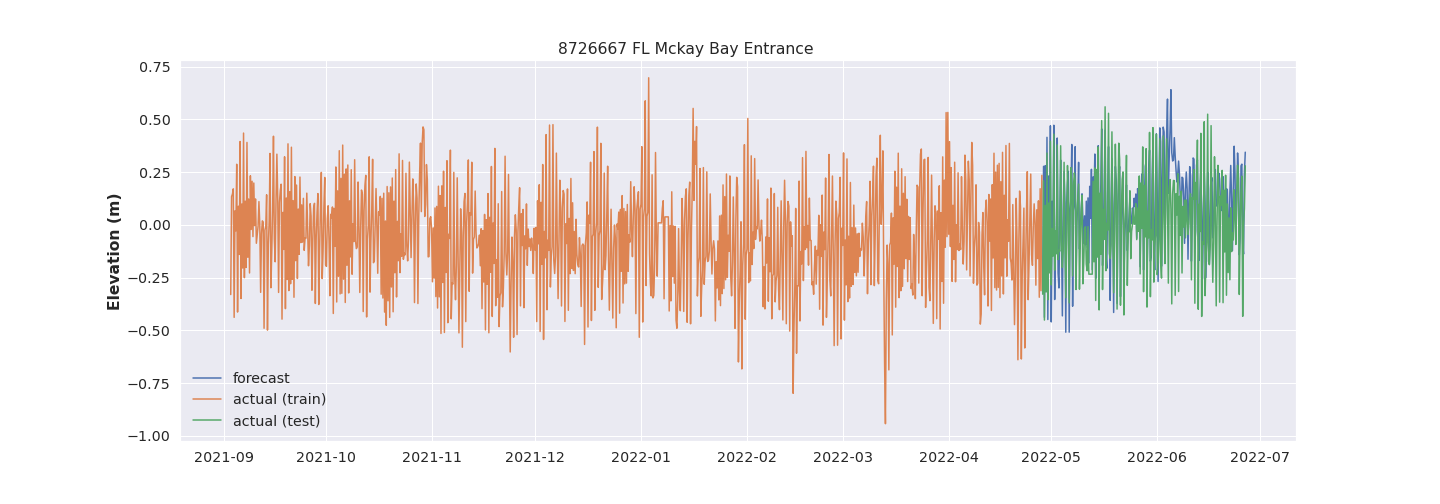 8726667 FL Mckay Bay Entrance
Elevation (m)
0.75
0.50
0.25
0.00
−0.25
−0.50
−0.75
−1.00
forecast
actual (train)
actual (test)
2021-09 2021-10 2021-11 2021-12 2022-01 2022-02 2022-03 2022-04 2022-05 2022-06 2022-07